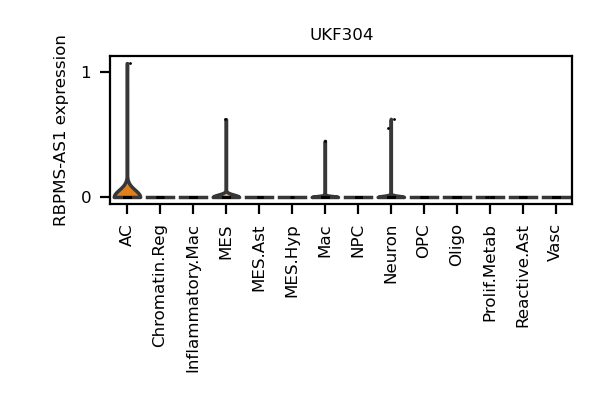 UKF304
RBPMS-AS1 expression
1
0
AC
Chromatin.Reg
Inflammatory.Mac
MES
MES.Ast
MES.Hyp
Mac
NPC
Neuron
OPC
Oligo
Prolif.Metab
Reactive.Ast
Vasc